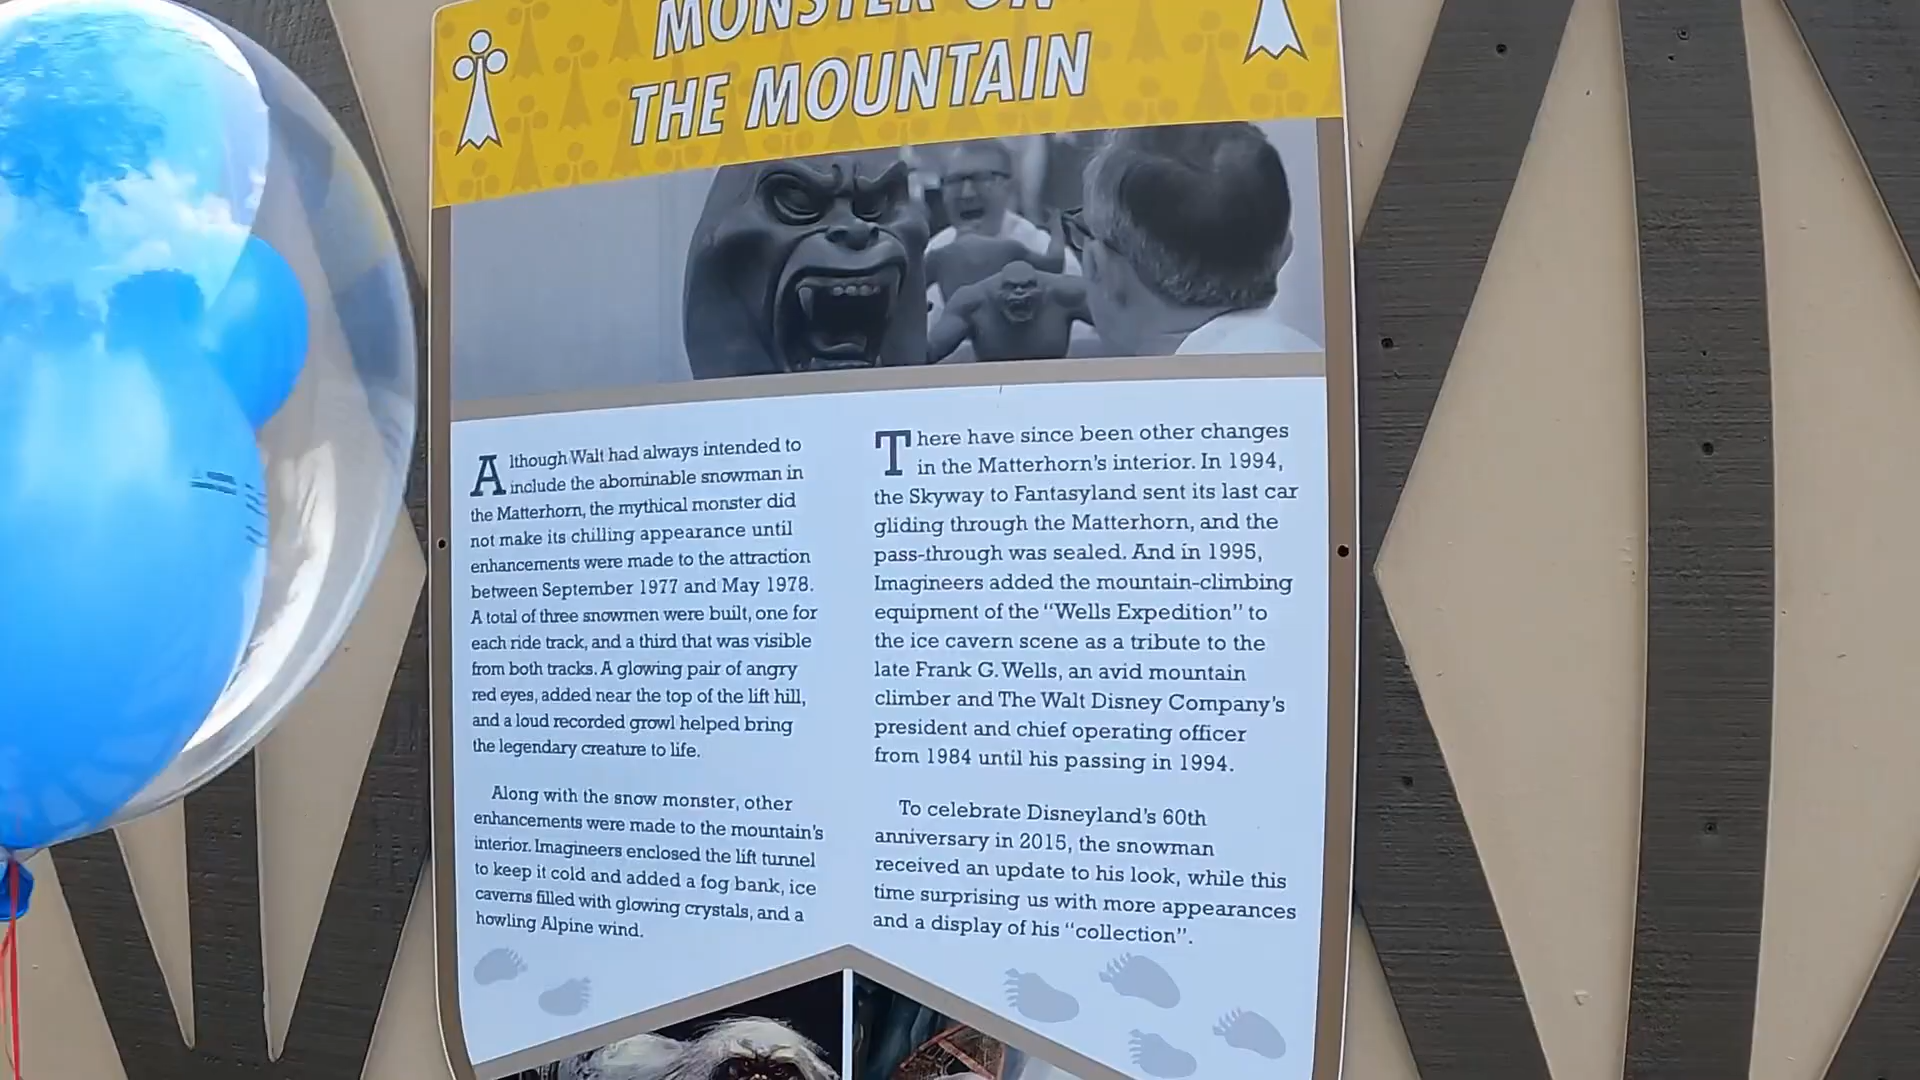 MONSTER ON
THE MOUNTAIN
Although Walt had always intended to
include the abominable snowman in
the Matterhorn, the mythical monster did
not make its chilling appearance until
enhancements were made to the attraction
between September 1977 and May 1978.
A total of three snowmen were built, one for
each ride track, and a third that was visible
from both tracks. A glowing pair of angry
red eyes, added near the top of the lift hill,
and a loud recorded growl helped bring
the legendary creature to life.
Along with the snow monster, other
enhancements were made to the mountain's
interior. Imagineers enclosed the lift tunnel
to keep it cold and added a fog bank, ice
caverns filled with glowing crystals, and a
howling Alpine wind.
There have since been other changes
in the Matterhorn's interior. In 1994,
the Skyway to Fantasyland sent its last car
gliding through the Matterhorn, and the
pass-through was sealed. And in 1995,
Imagineers added the mountain-climbing
equipment of the "Wells Expedition" to
the ice cavern scene as a tribute to the
late Frank G. Wells, an avid mountain
climber and The Walt Disney Company's
president and chief operating officer
from 1984 until his passing in 1994.
To celebrate Disneyland's 60th
anniversary in 2015, the snowman
received an update to his look, while this
time surprising us with more appearances
and a display of his "collection".